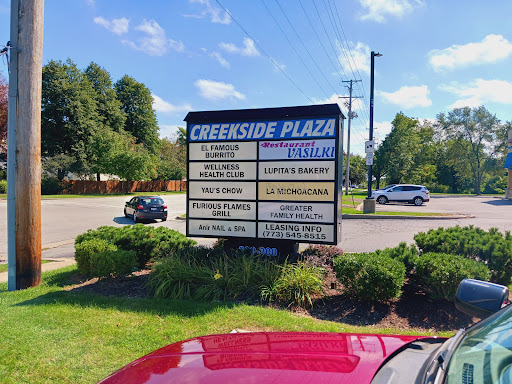 CREEKSIDE PLAZA
EL FAMOUS
BURRITO
Restaurant
VASILKI
WELLNESS
HEALTH CLUB
LUPITA'S BAKERY
YAU'S CHOW
LA MICHOACANA
FURIOUS FLAMES
GRILL
GREATER
FAMILY HEALTH
Anir NAIL & SPA
LEASING INFO
(773) 545-8515